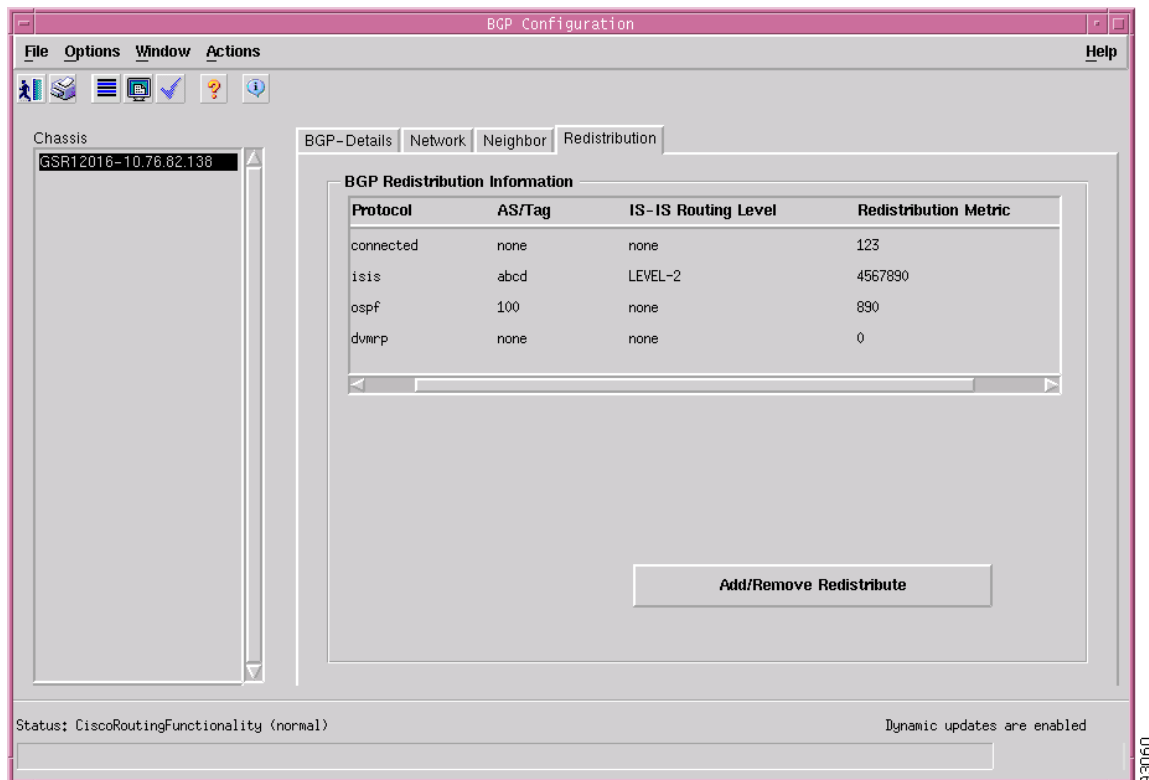 BGP Configuration
File Options Window Actions Help
Chassis
GSR12016-10.76.82.138
BGP-Details Network Neighbor Redistribution
BGP Redistribution Information
Protocol AS/Tag IS-IS Routing Level Redistribution Metric
connected none none 123
isis abcd LEVEL-2 4567890
ospf 100 none 890
dvmrp none none 0
Add/Remove Redistribute
Status: CiscoRoutingFunctionality (normal) Dynamic updates are enabled